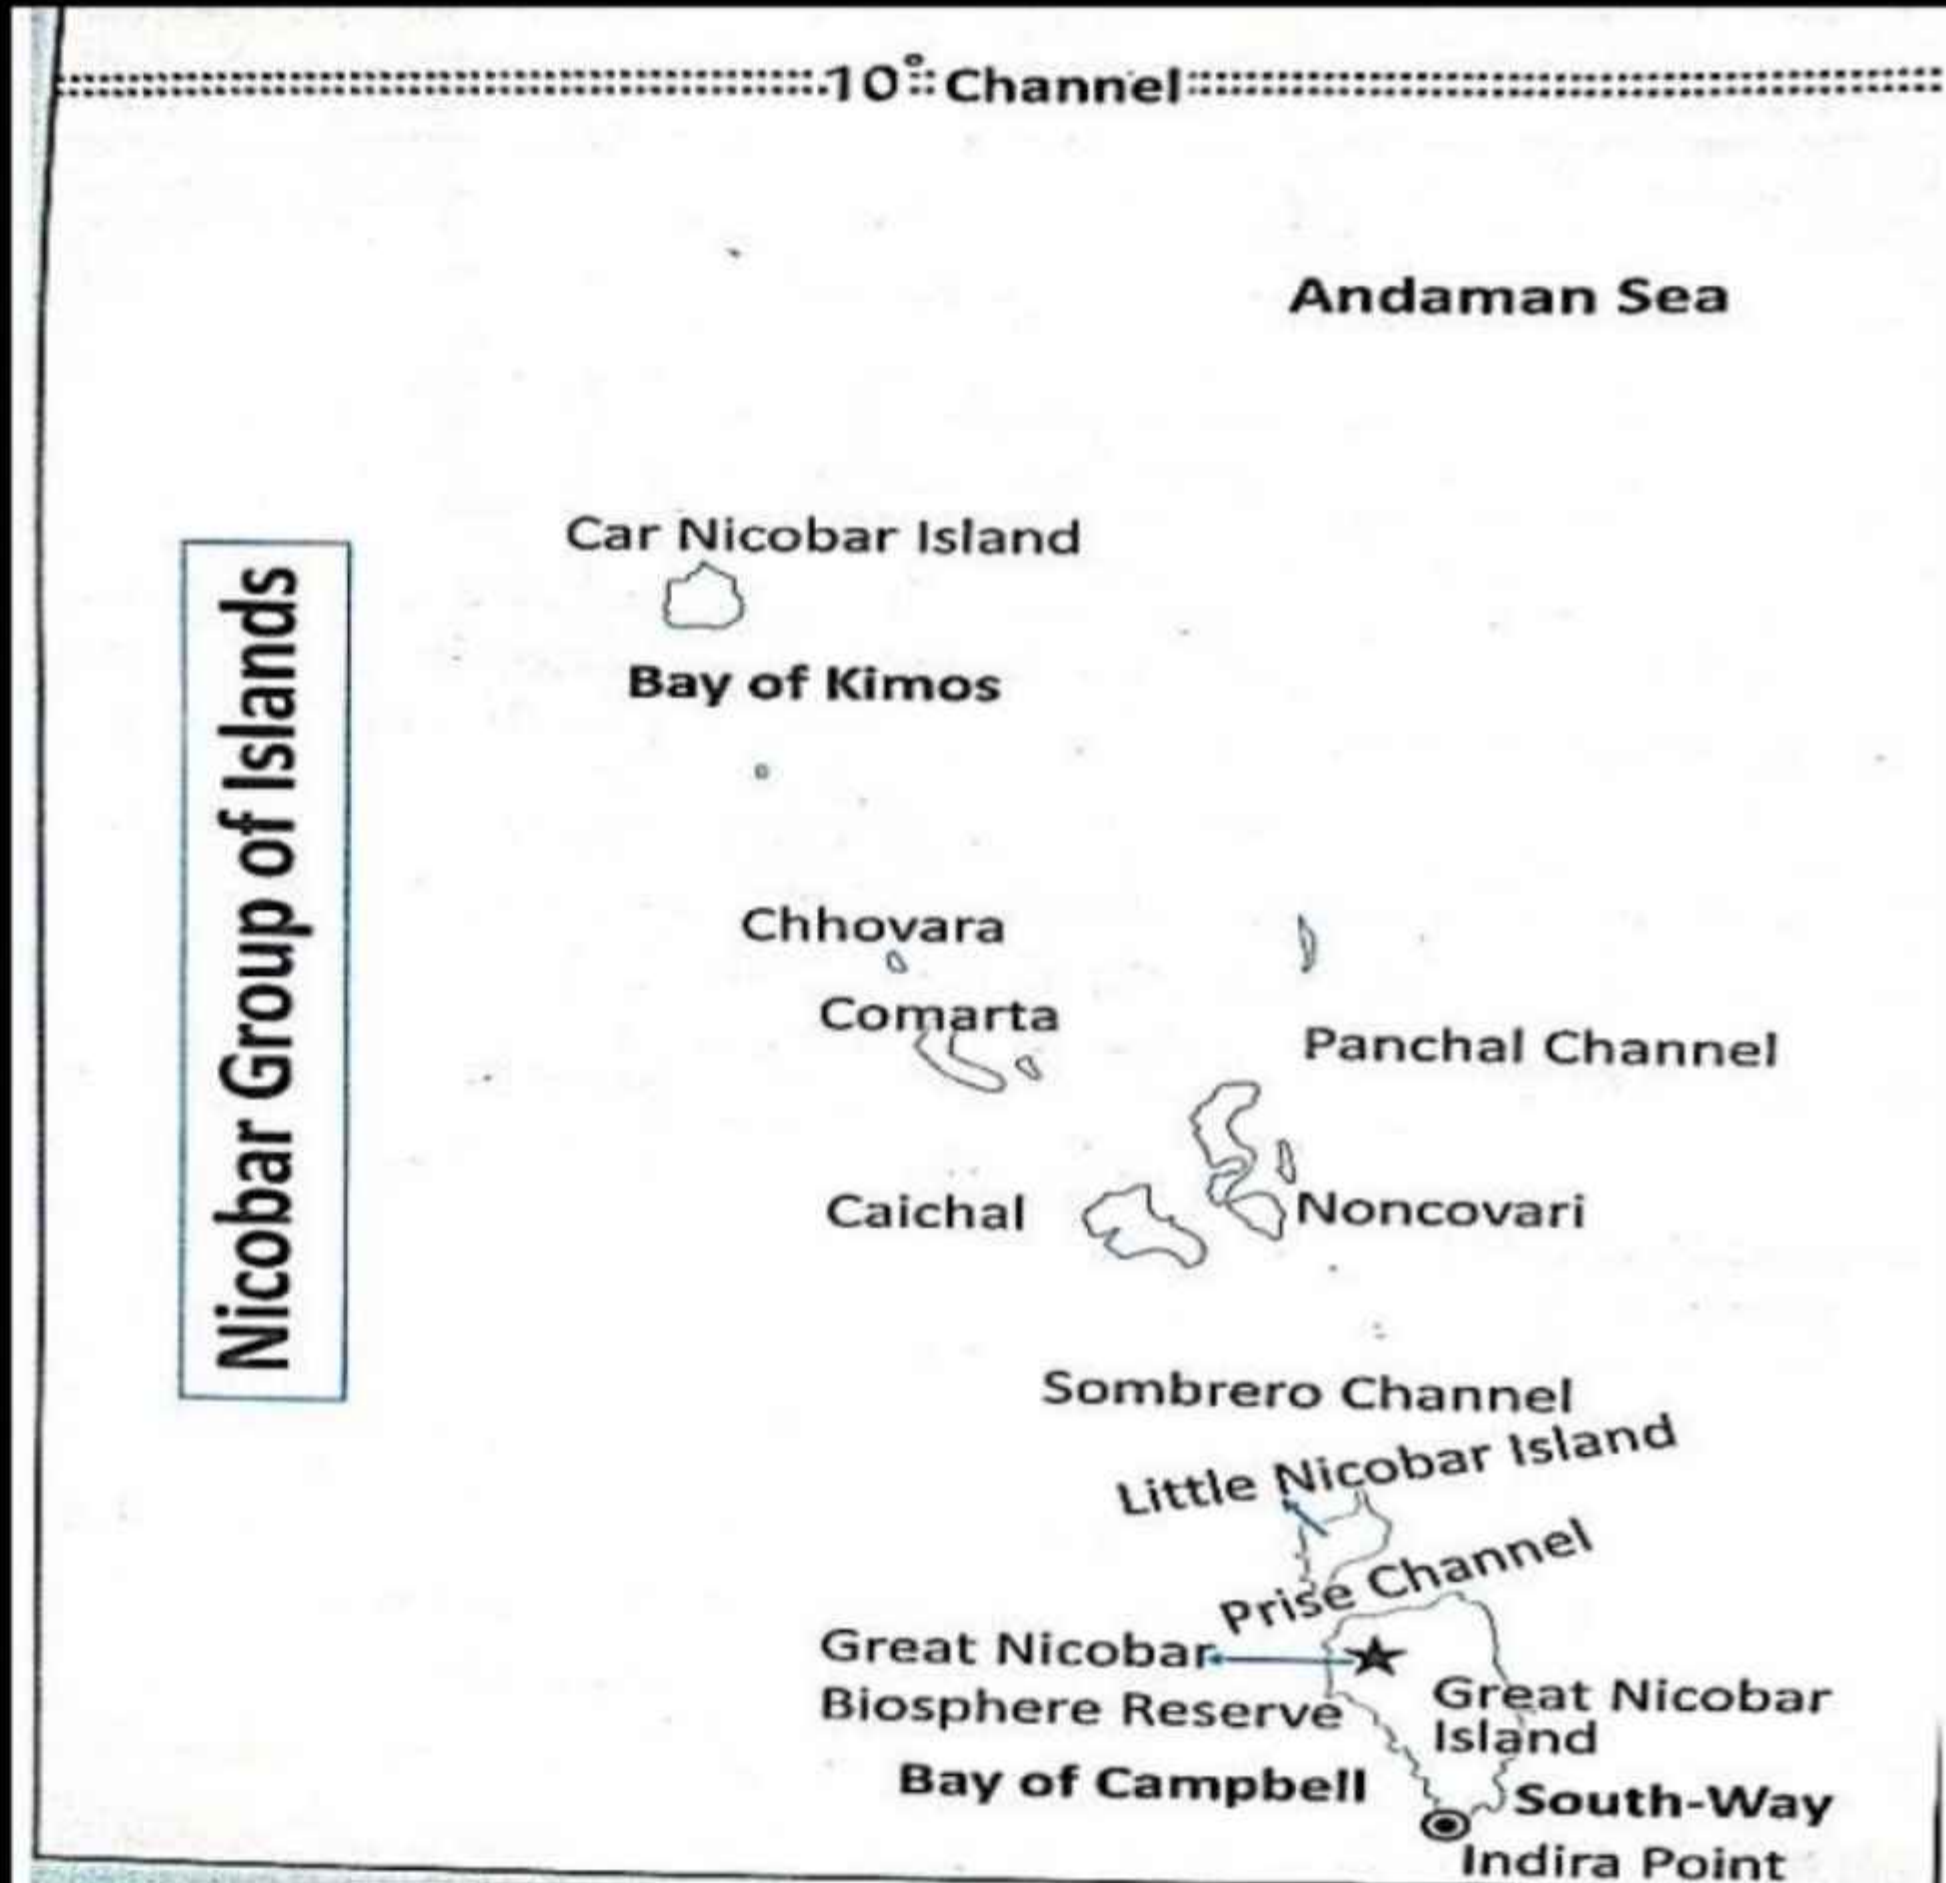 10° Channel
Andaman Sea
Nicobar Group of Islands
Car Nicobar Island
Bay of Kimos
Chhovara
Comarta
Panchal Channel
Caichal
Noncovari
Sombrero Channel
Little Nicobar Island
Prise Channel
Great Nicobar
Biosphere Reserve
Great Nicobar
Island
Bay of Campbell
South-Way
Indira Point